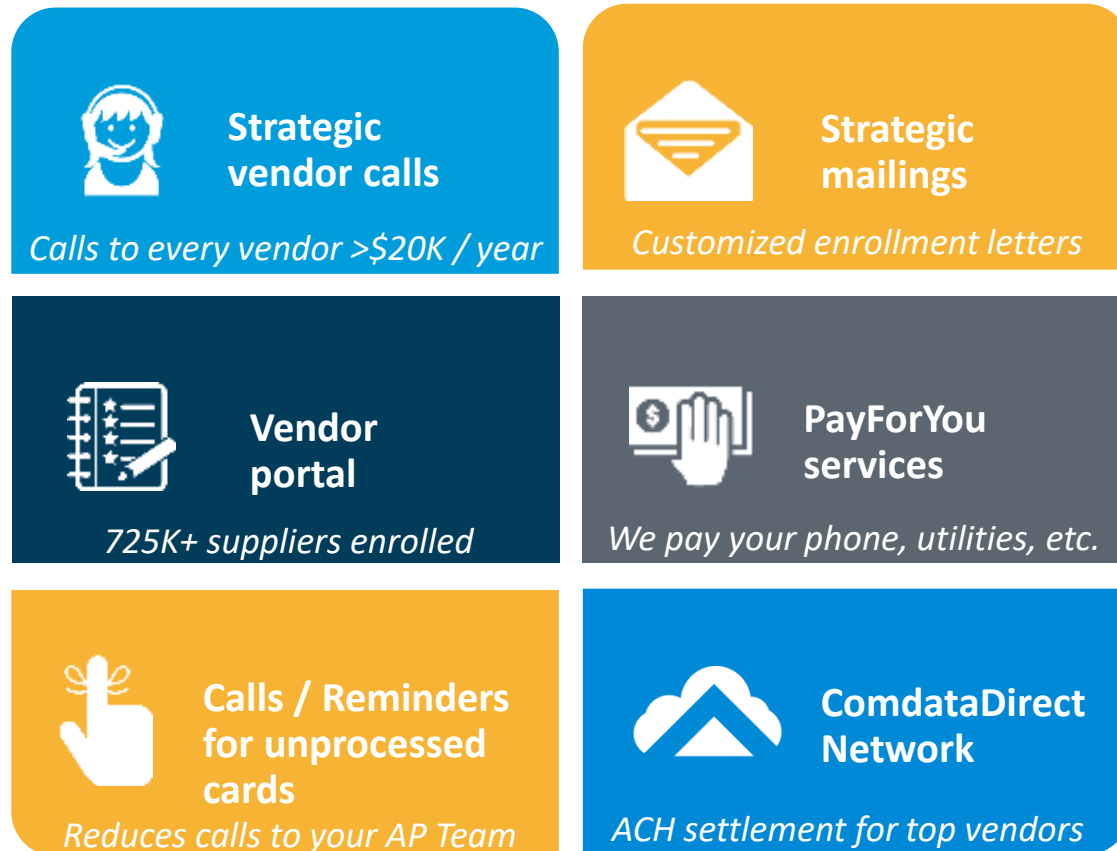 Strategic
vendor calls
Calls to every vendor >$20K / year
Strategic
mailings
Customized enrollment letters
Vendor
portal
725K+ suppliers enrolled
$
PayForYou
services
We pay your phone, utilities, etc.
Calls / Reminders
for unprocessed
cards
Reduces calls to your AP Team
ComdataDirect
Network
ACH settlement for top vendors